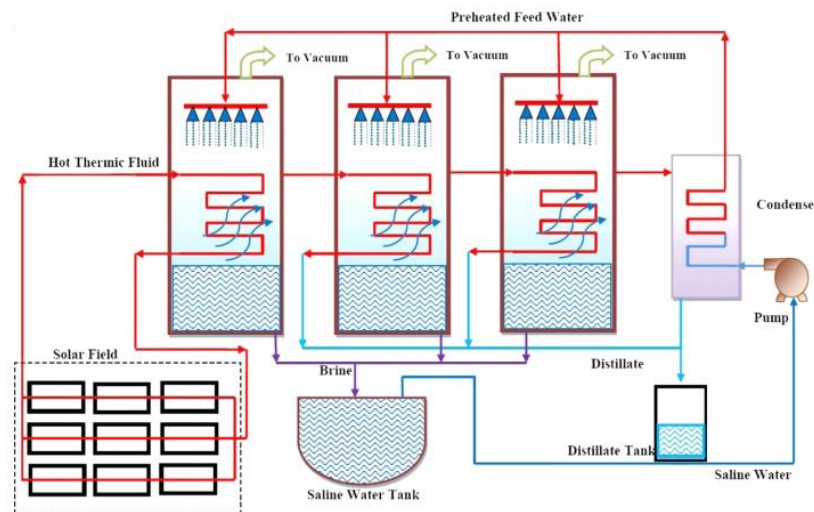 Preheated Feed Water
To Vacuum
To Vacuum
To Vacuum
Hot Thermic Fluid
Condense
Pump
Solar Field
Brine
Distillate
Distillate Tank
Saline Water Tank
Saline Water